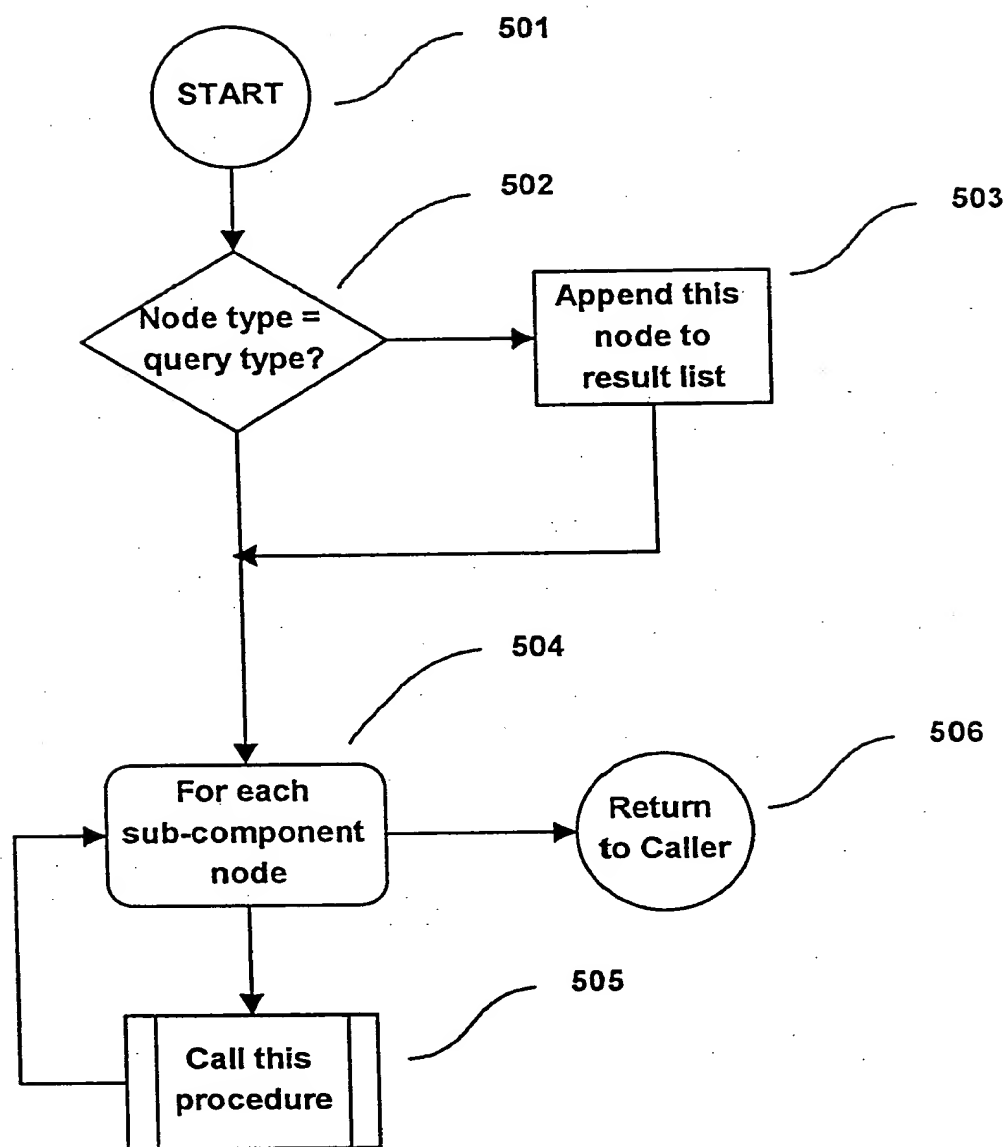 501
START
502
503
Node type =
query type?
Append this
node to
result list
504
506
For each
sub-component
node
Return
to Caller
505
Call this
procedure